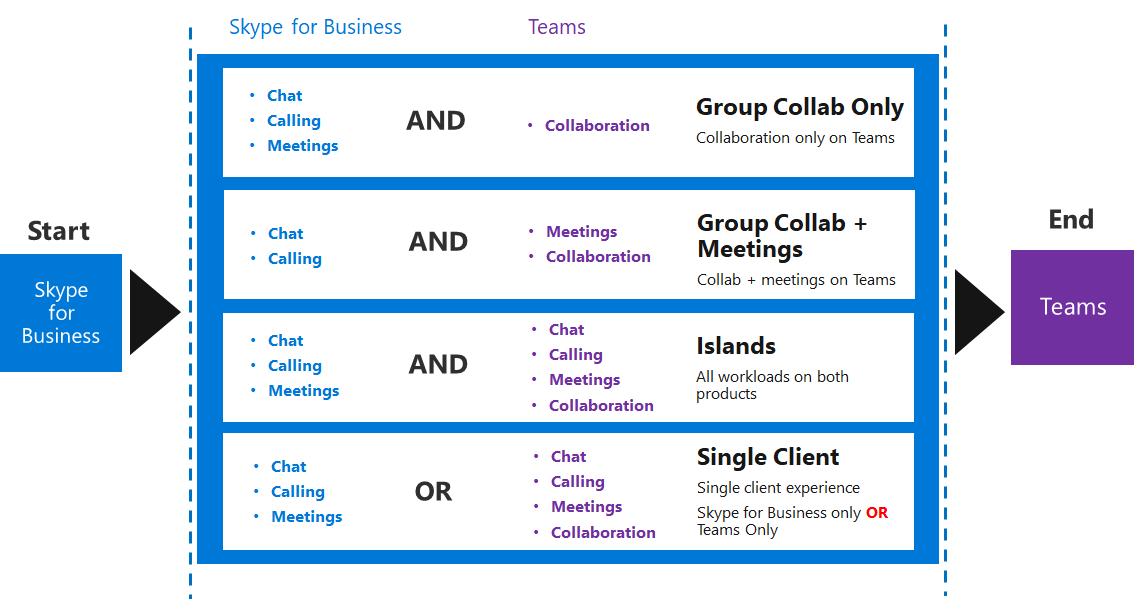 Skype for Business
Teams
Start
Skype
for
Business
• Chat
• Calling
• Meetings
AND
• Collaboration
Group Collab Only
Collaboration only on Teams
• Chat
• Calling
AND
• Meetings
• Collaboration
Group Collab +
Meetings
Collab + meetings on Teams
• Chat
• Calling
• Meetings
AND
• Chat
• Calling
• Meetings
• Collaboration
Islands
All workloads on both
products
• Chat
• Calling
• Meetings
OR
• Chat
• Calling
• Meetings
• Collaboration
Single Client
Single client experience
Skype for Business only OR
Teams Only
End
Teams